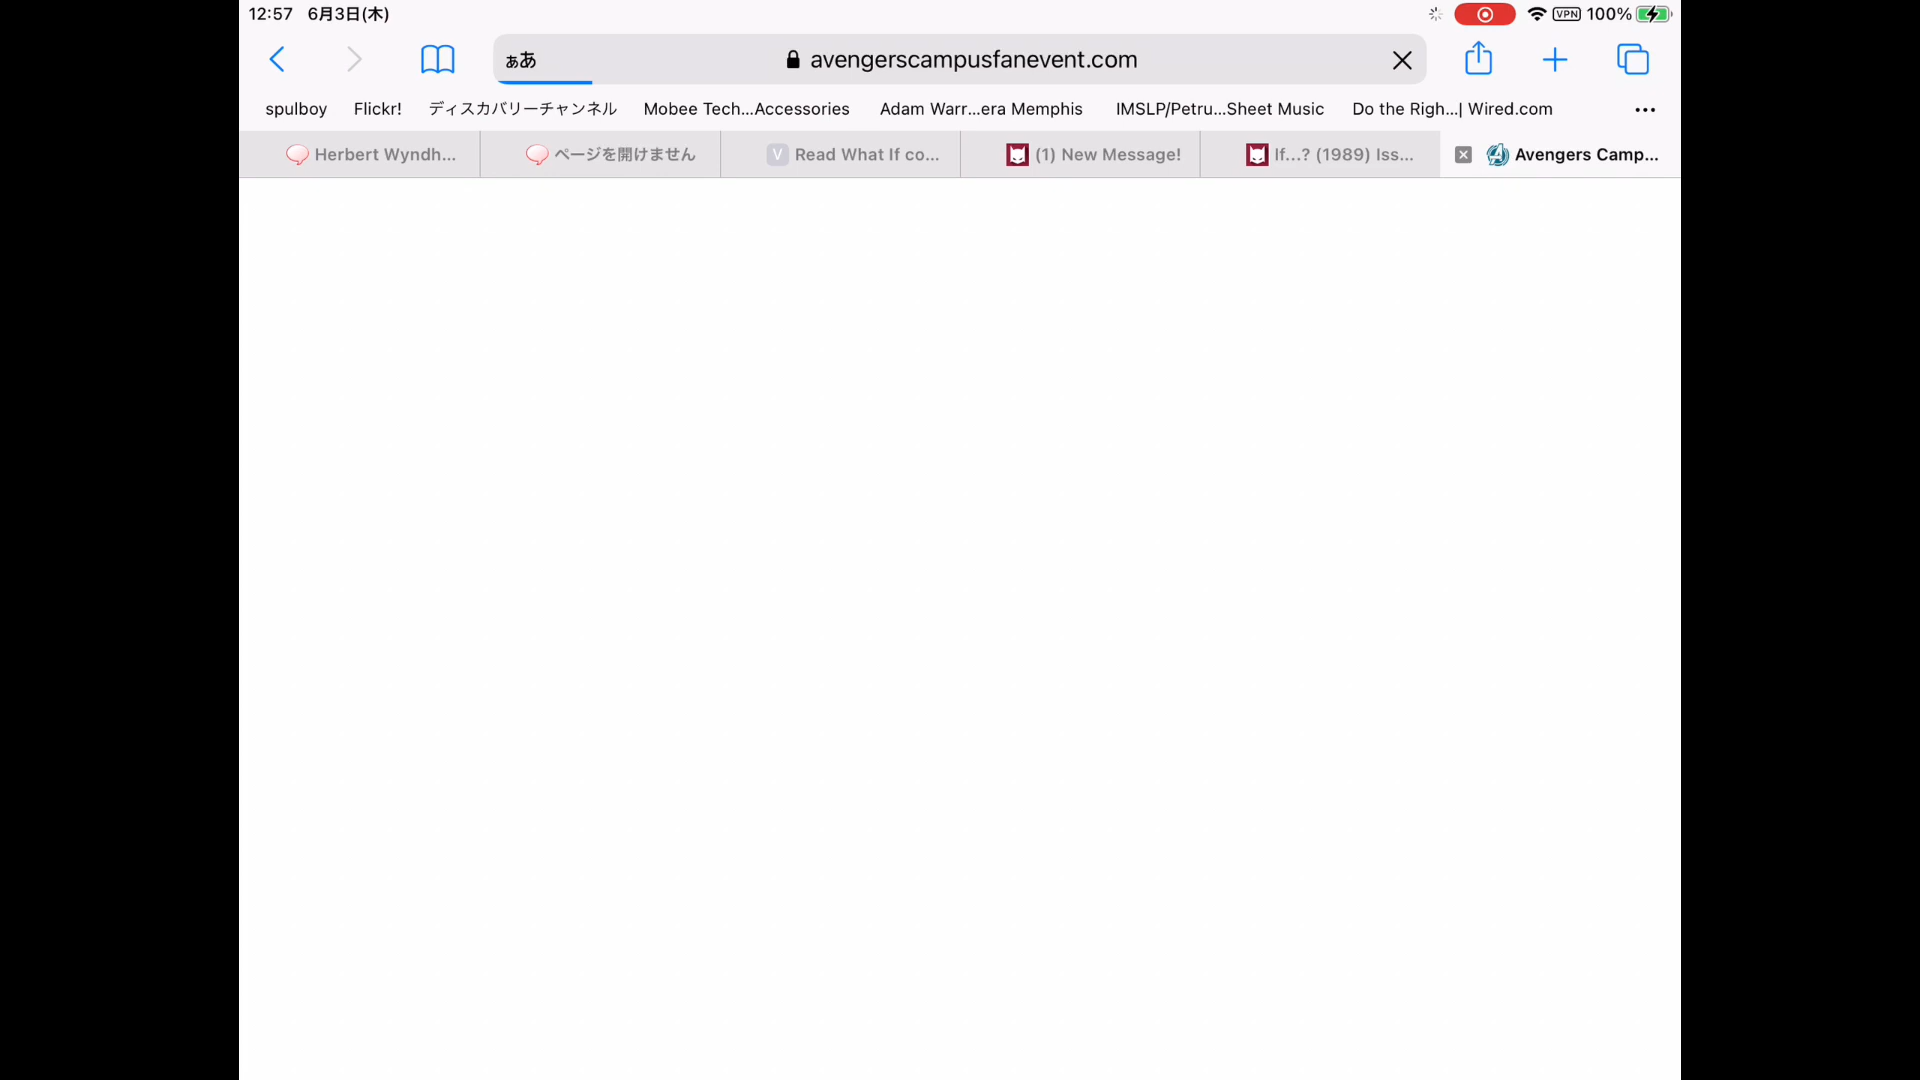 12:57 6月3日(木) VPN 100%
ぁあ avengerscampusfanevent.com
spulboy Flickr! ディスカバリーチャンネル Mobee Tech...Accessories Adam Warr...era Memphis IMSLP/Petru...Sheet Music Do the Righ...| Wired.com
Herbert Wyndh... ページを開けません V Read What If co... (1) New Message! If...? (1989) Iss... Avengers Camp...